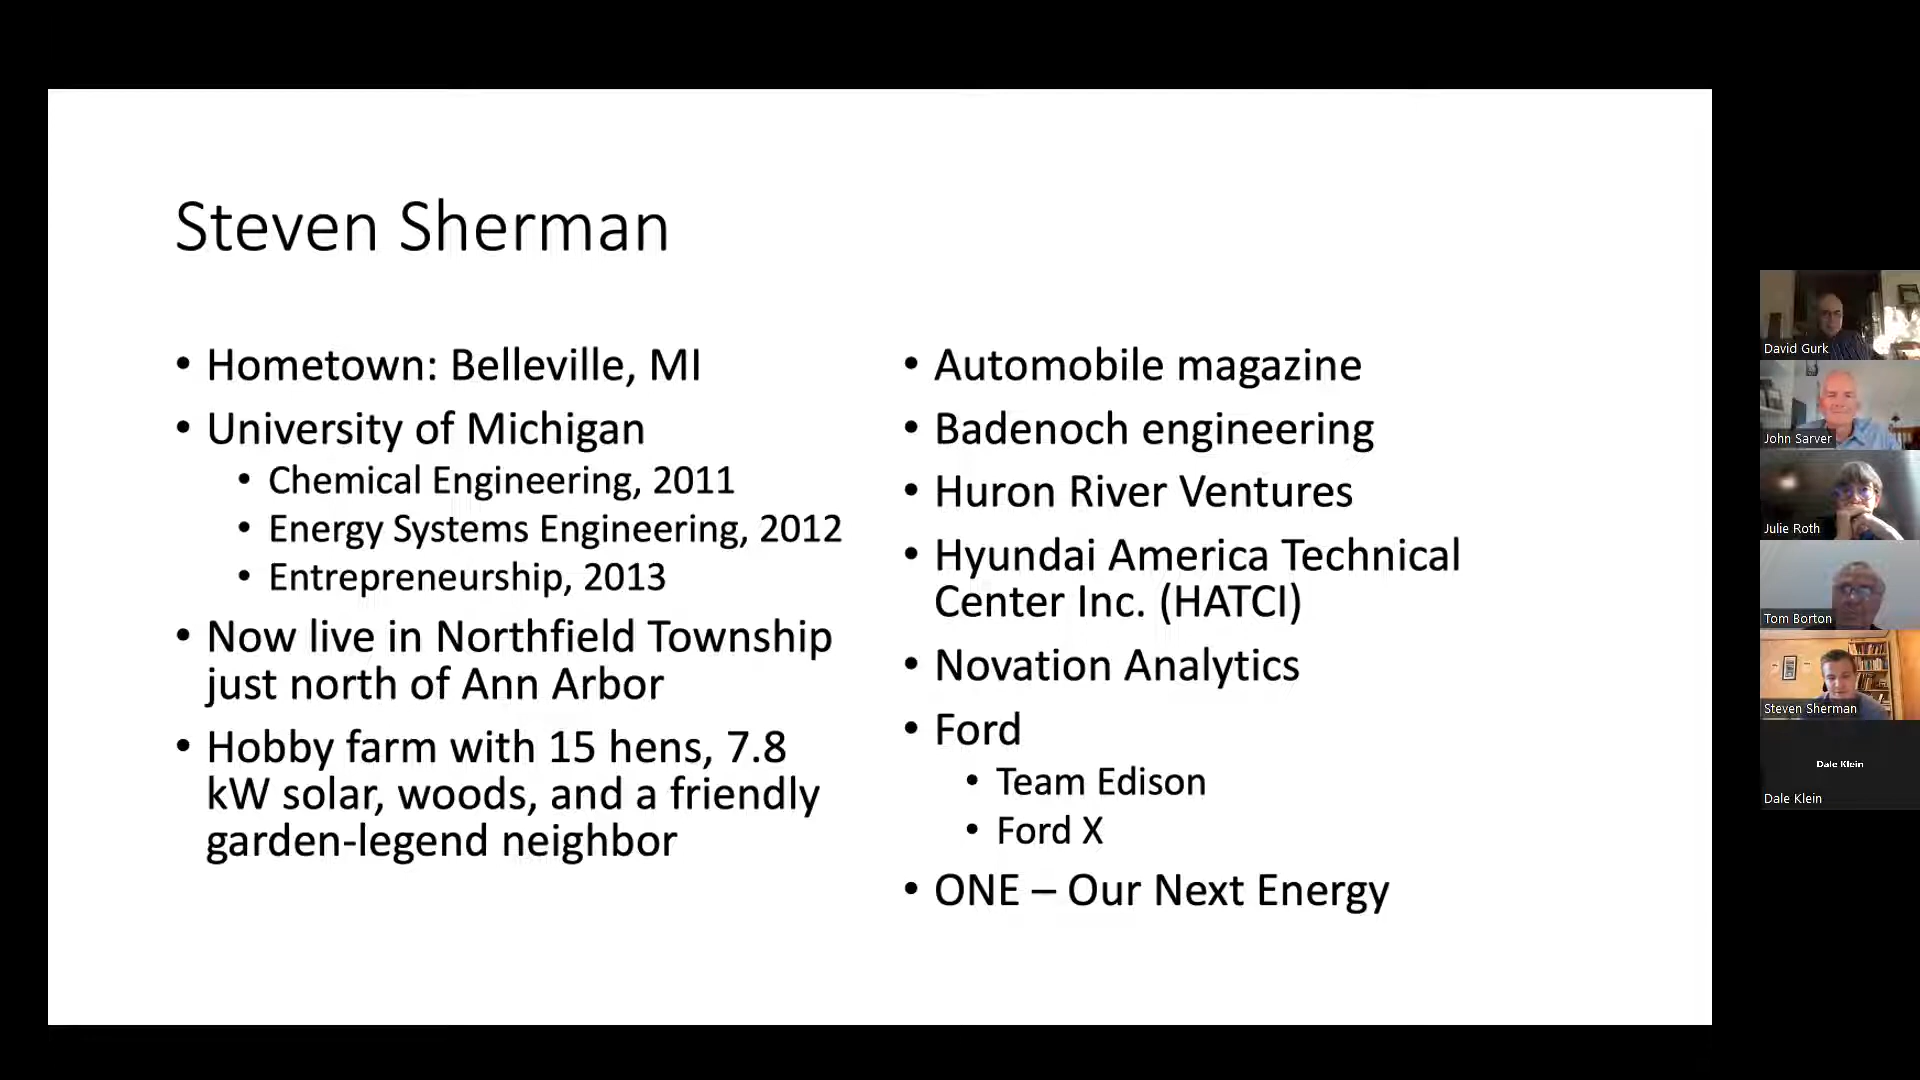 Steven Sherman
• Hometown: Belleville, MI
• University of Michigan
• Chemical Engineering, 2011
• Energy Systems Engineering, 2012
• Entrepreneurship, 2013
• Now live in Northfield Township
just north of Ann Arbor
• Hobby farm with 15 hens, 7.8
kW solar, woods, and a friendly
garden-legend neighbor
• Automobile magazine
• Badenoch engineering
• Huron River Ventures
• Hyundai America Technical
Center Inc. (HATCI)
• Novation Analytics
• Ford
• Team Edison
• Ford X
• ONE – Our Next Energy
David Gurk
John Sarver
Julie Roth
Tom Borton
Steven Sherman
Dale Klein
Dale Klein